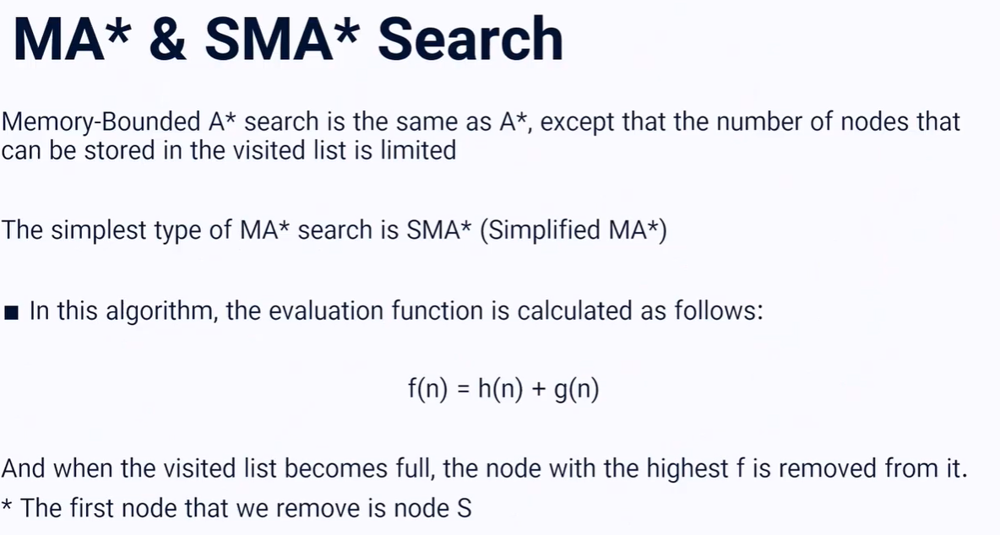 MA* & SMA* Search
Memory-Bounded A* search is the same as A*, except that the number of nodes that
can be stored in the visited list is limited
The simplest type of MA* search is SMA* (Simplified MA*)
■ In this algorithm, the evaluation function is calculated as follows:
f(n) = h(n) + g(n)
And when the visited list becomes full, the node with the highest f is removed from it.
* The first node that we remove is node S